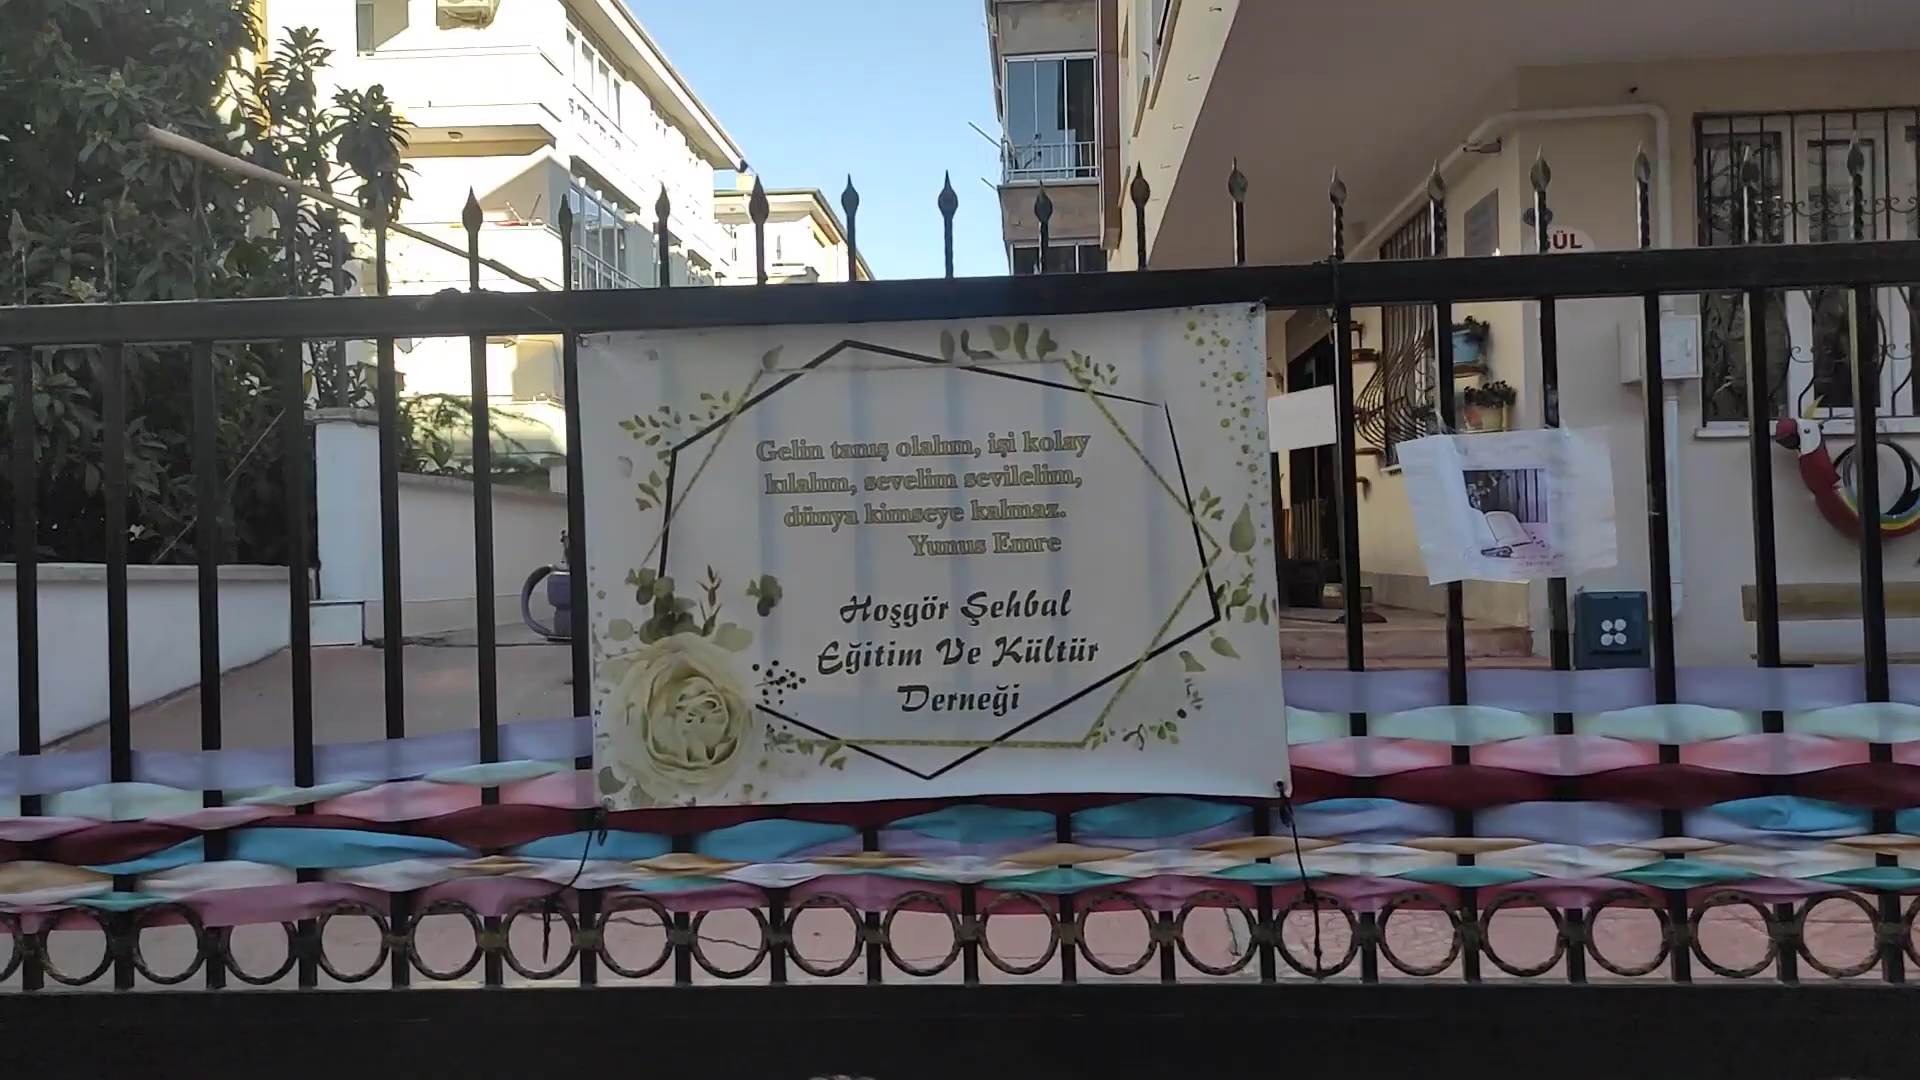 Gelin tanış olalım, işi kolay
kılalım, sevelim sevilelim,
dünya kimseye kalmaz.
Yunus Emre
Hoşgör Şehbal
Eğitim Ve Kültür
Derneği
GÜL